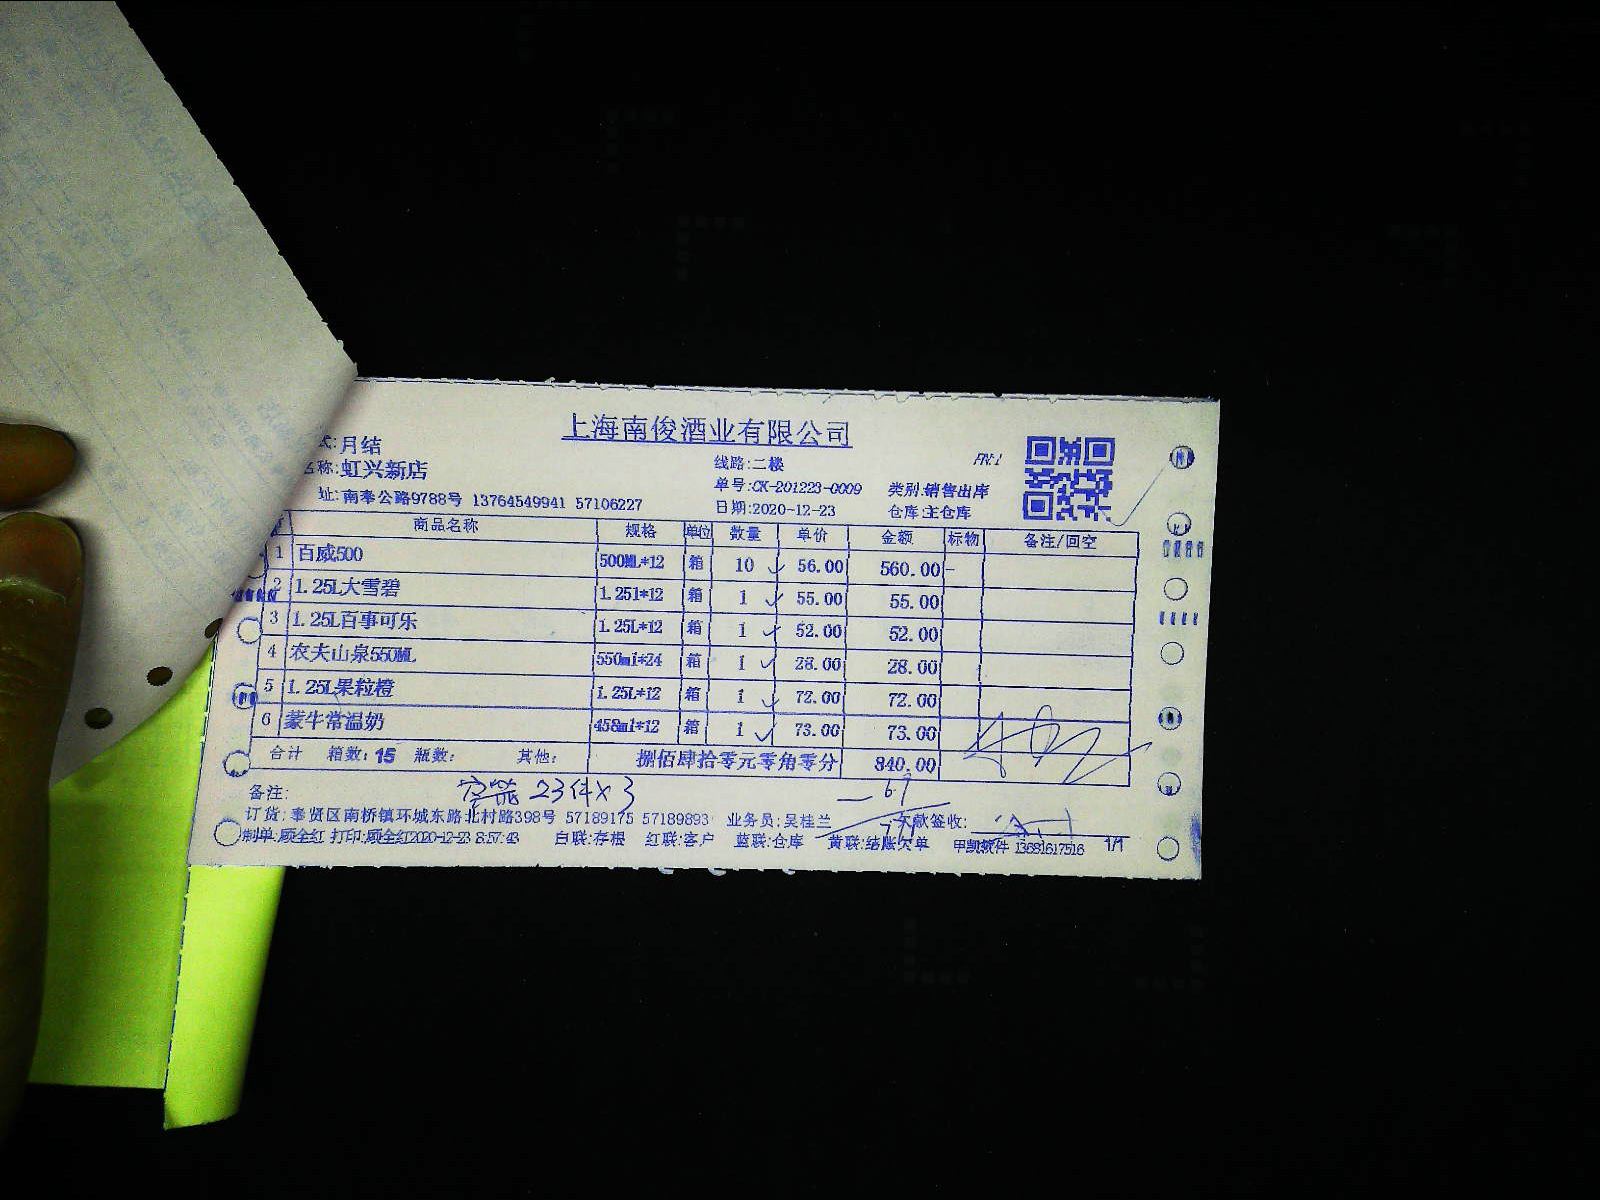 上海南俊酒业有限公司
式:月结
名称:虹兴新店 线路:二楼 PN:1
单号:CK-201223-0009 类别:销售出库
址:南奉公路9788号 13764549941 57106227 日期:2020-12-23 仓库:主仓库
商品名称 规格 单位 数量 单价 金额 标物 备注/回空
1 百威500 500ML*12 箱 10 56.00 560.00 -
2 1.25L大雪碧 1.25l*12 箱 1 55.00 55.00
3 1.25L百事可乐 1.25L*12 箱 1 52.00 52.00
4 农夫山泉550ML 550ml*24 箱 1 28.00 28.00
5 1.25L果粒橙 1.25L*12 箱 1 72.00 72.00
6 蒙牛常温奶 458ml*12 箱 1 73.00 73.00
合计 箱数:15 瓶数: 其他: 捌佰肆拾零元零角零分 840.00
备注: 空瓶 23件×3 — 69
订货:奉贤区南桥镇环城东路北村路398号 57189175 57189893 业务员:吴桂兰 欠款签收:
制单:顾全红 打印:顾全红2020-12-23 8:57:43 白联:存根 红联:客户 蓝联:仓库 黄联:结账欠单 甲凯软件 13681617516 1/1